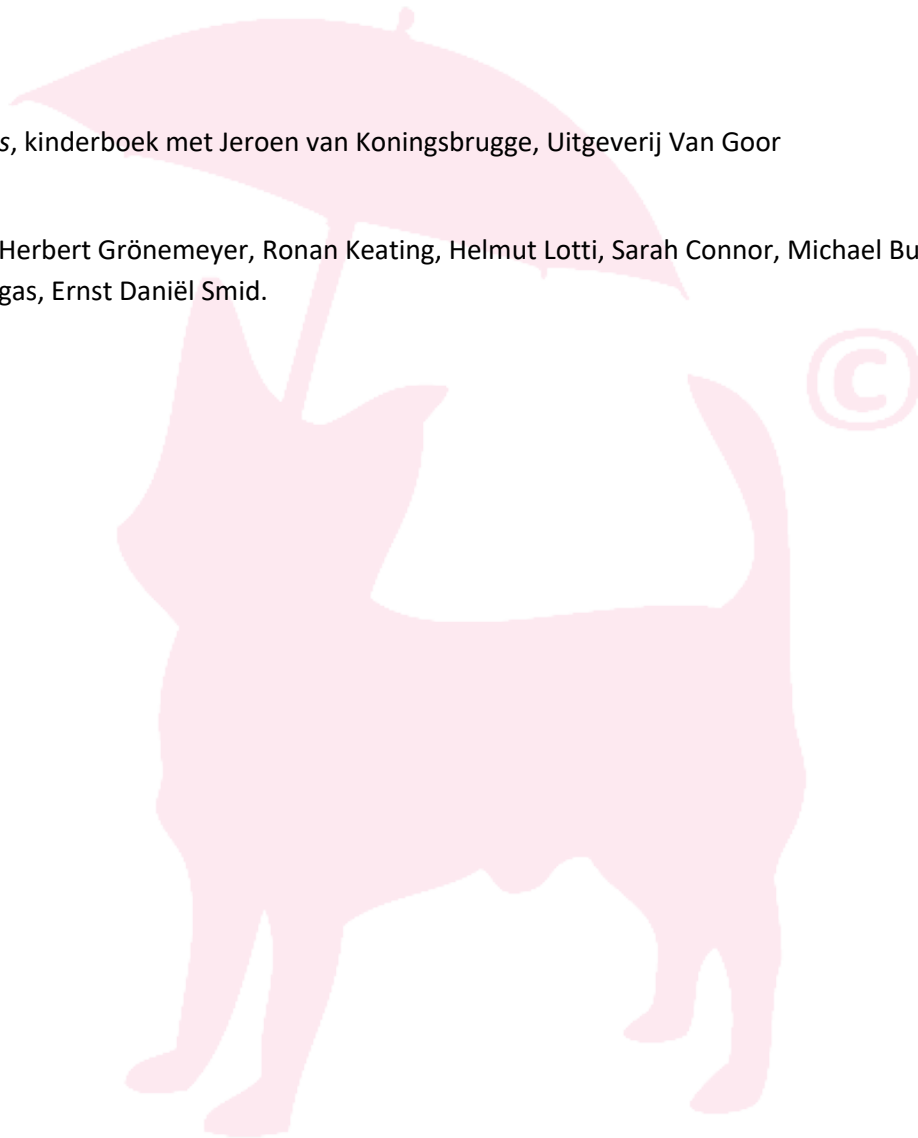 s, kinderboek met Jeroen van Koningsbrugge, Uitgeverij Van Goor
Herbert Grönemeyer, Ronan Keating, Helmut Lotti, Sarah Connor, Michael Bu
gas, Ernst Daniël Smid.
©